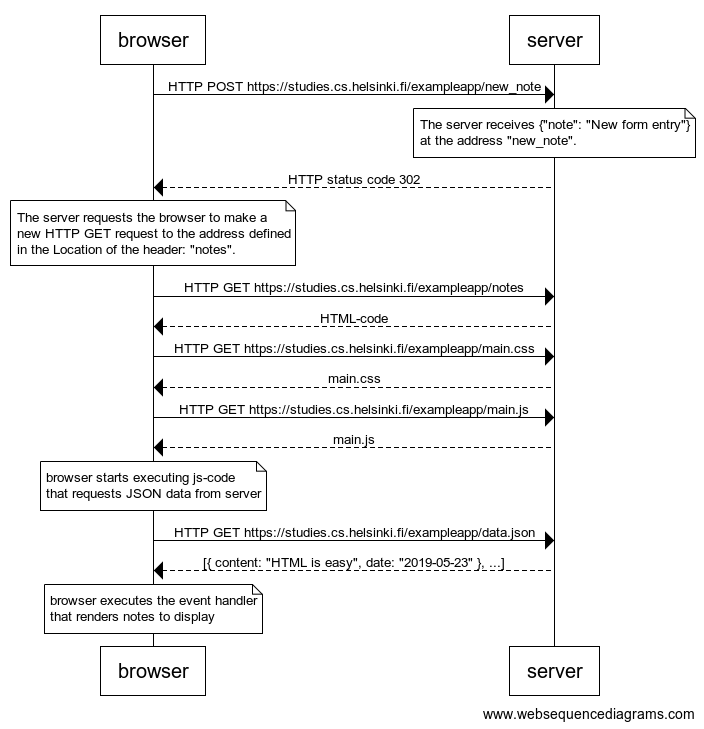 browser
server
HTTP POST https://studies.cs.helsinki.fi/exampleapp/new_note
The server receives {"note": "New form entry"}
at the address "new_note".
HTTP status code 302
The server requests the browser to make a
new HTTP GET request to the address defined
in the Location of the header: "notes".
HTTP GET https://studies.cs.helsinki.fi/exampleapp/notes
HTML-code
HTTP GET https://studies.cs.helsinki.fi/exampleapp/main.css
main.css
HTTP GET https://studies.cs.helsinki.fi/exampleapp/main.js
main.js
browser starts executing js-code
that requests JSON data from server
HTTP GET https://studies.cs.helsinki.fi/exampleapp/data.json
[{ content: "HTML is easy", date: "2019-05-23" }, ...]
browser executes the event handler
that renders notes to display
browser
server
www.websequencediagrams.com